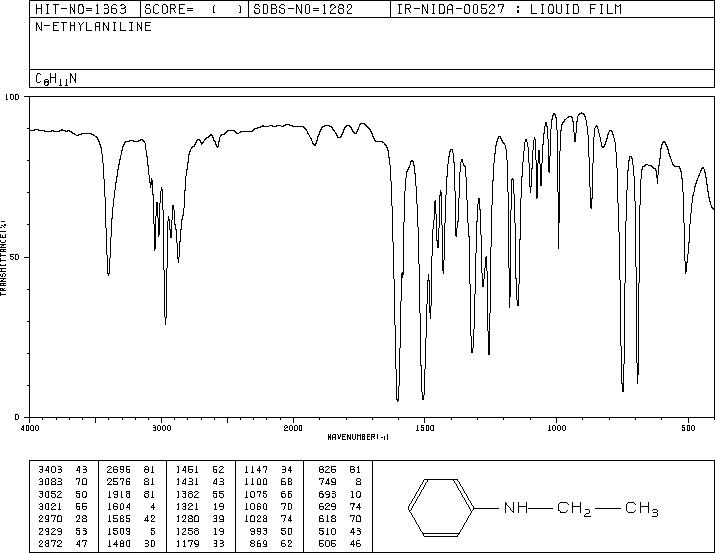 HIT-NO=1363 SCORE= ( ) SDBS-NO=1282 IR-NIDA-00527 : LIQUID FILM
N-ETHYLANILINE
C8H11N
100
50
0
TRANSMITTANCE(%)
4000 3000 2000 1500 1000 500
WAVENUMBER(-1)
3403 43 2696 81 1461 62 1147 34 826 81
3083 70 2576 81 1431 43 1100 68 749 8
3052 50 1918 81 1382 55 1075 66 693 10
3021 55 1604 4 1321 19 1060 70 629 74
2970 28 1585 42 1280 39 1028 74 618 70
2929 53 1509 5 1258 19 993 50 510 43
2872 47 1480 30 1179 33 869 62 506 46
NH CH2 CH3